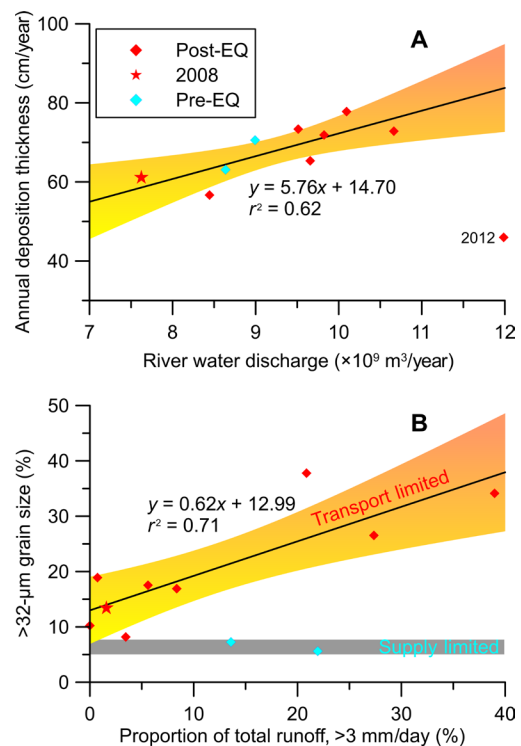 Annual deposition thickness (cm/year)
100
80
60
40
A
Post-EQ
2008
Pre-EQ
y = 5.76x + 14.70
r² = 0.62
2012
7 8 9 10 11 12
River water discharge (×10⁹ m³/year)
>32-µm grain size (%)
50
40
30
20
10
0
B
y = 0.62x + 12.99
r² = 0.71
Transport limited
Supply limited
0 10 20 30 40
Proportion of total runoff, >3 mm/day (%)